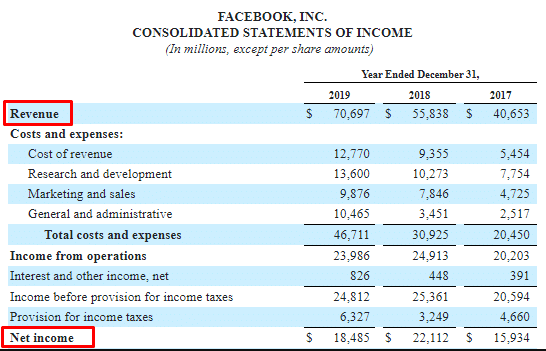 FACEBOOK, INC.
CONSOLIDATED STATEMENTS OF INCOME
(In millions, except per share amounts)
Year Ended December 31,
2019 2018 2017
Revenue $ 70,697 $ 55,838 $ 40,653
Costs and expenses:
Cost of revenue 12,770 9,355 5,454
Research and development 13,600 10,273 7,754
Marketing and sales 9,876 7,846 4,725
General and administrative 10,465 3,451 2,517
Total costs and expenses 46,711 30,925 20,450
Income from operations 23,986 24,913 20,203
Interest and other income, net 826 448 391
Income before provision for income taxes 24,812 25,361 20,594
Provision for income taxes 6,327 3,249 4,660
Net income $ 18,485 $ 22,112 $ 15,934